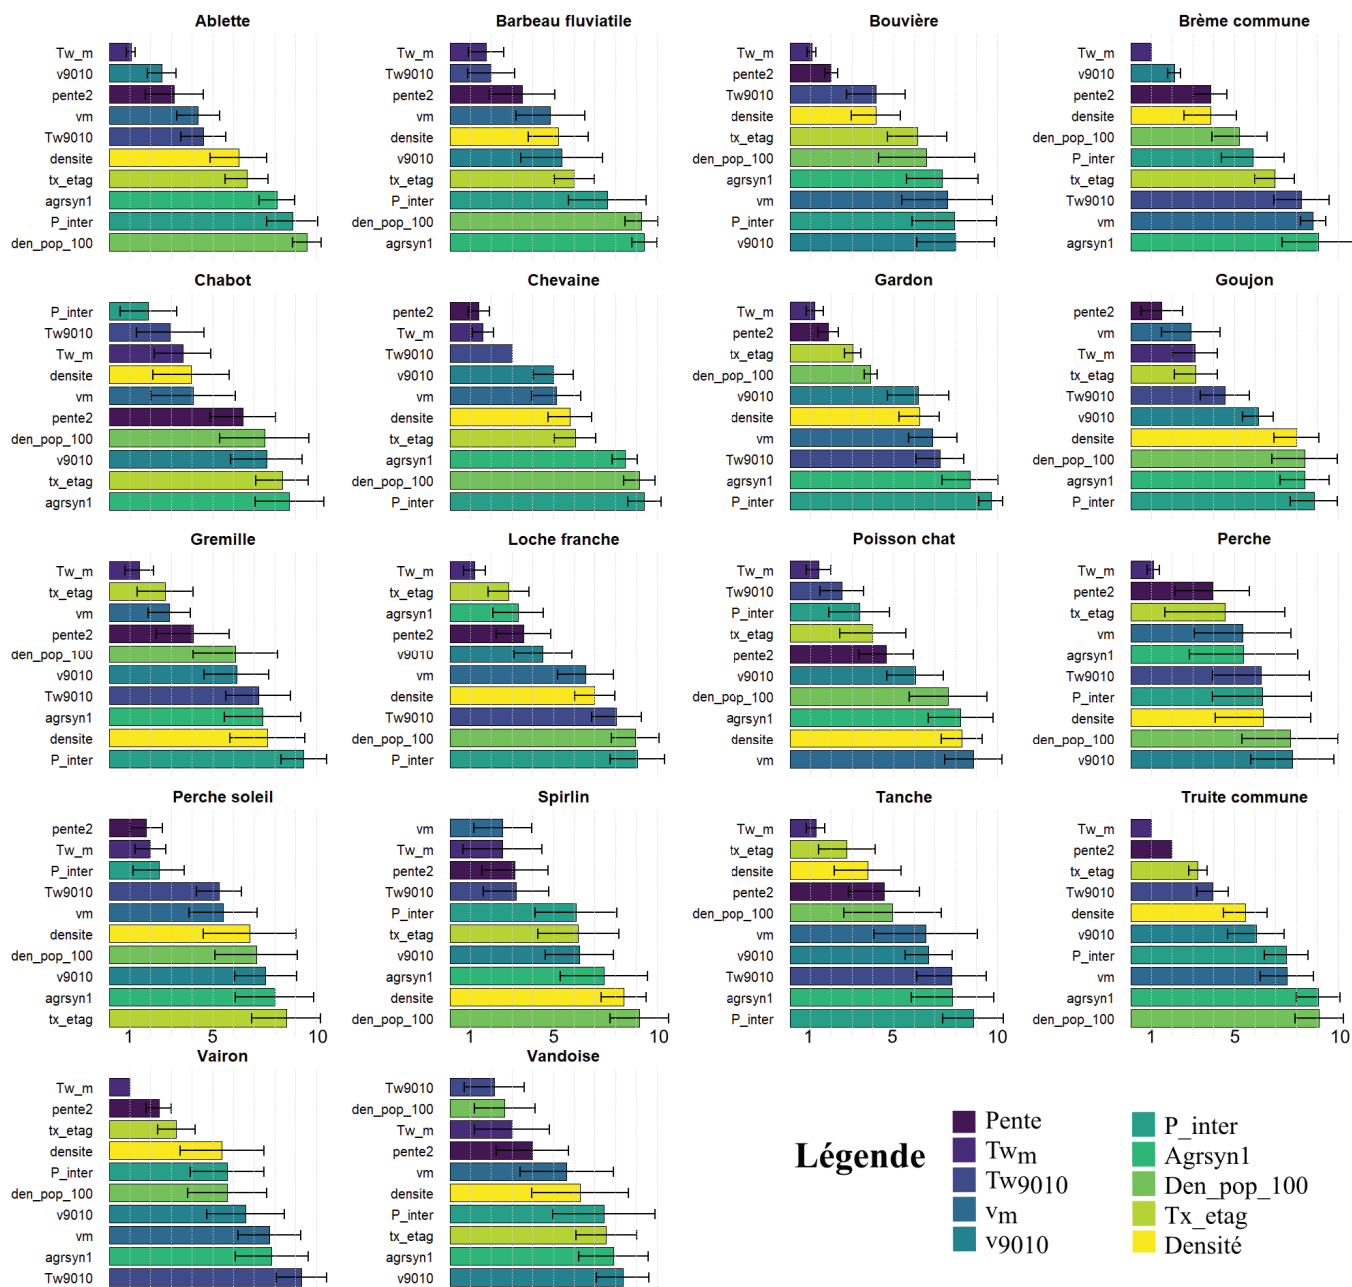 Ablette
Tw_m
v9010
pente2
vm
Tw9010
densite
tx_etag
agrsyn1
P_inter
den_pop_100
Barbeau fluviatile
Tw_m
Tw9010
pente2
vm
densite
v9010
tx_etag
P_inter
den_pop_100
agrsyn1
Bouvière
Tw_m
pente2
Tw9010
densite
tx_etag
den_pop_100
agrsyn1
vm
P_inter
v9010
Brème commune
Tw_m
v9010
pente2
densite
den_pop_100
P_inter
tx_etag
Tw9010
vm
agrsyn1
Chabot
P_inter
Tw9010
Tw_m
densite
vm
pente2
den_pop_100
v9010
tx_etag
agrsyn1
Chevaine
pente2
Tw_m
Tw9010
v9010
vm
densite
tx_etag
agrsyn1
den_pop_100
P_inter
Gardon
Tw_m
pente2
tx_etag
den_pop_100
v9010
densite
vm
Tw9010
agrsyn1
P_inter
Goujon
pente2
vm
Tw_m
tx_etag
Tw9010
v9010
densite
den_pop_100
agrsyn1
P_inter
Gremille
Tw_m
tx_etag
vm
pente2
den_pop_100
v9010
Tw9010
agrsyn1
densite
P_inter
Loche franche
Tw_m
tx_etag
agrsyn1
pente2
v9010
vm
densite
Tw9010
den_pop_100
P_inter
Poisson chat
Tw_m
Tw9010
P_inter
tx_etag
pente2
v9010
den_pop_100
agrsyn1
densite
vm
Perche
Tw_m
pente2
tx_etag
vm
agrsyn1
Tw9010
P_inter
densite
den_pop_100
v9010
Perche soleil
pente2
Tw_m
P_inter
Tw9010
vm
densite
den_pop_100
v9010
agrsyn1
tx_etag
Spirlin
vm
Tw_m
pente2
Tw9010
P_inter
tx_etag
v9010
agrsyn1
densite
den_pop_100
1 5 10
Tanche
Tw_m
tx_etag
densite
pente2
den_pop_100
vm
v9010
Tw9010
agrsyn1
P_inter
1 5 10
Truite commune
Tw_m
pente2
tx_etag
Tw9010
densite
v9010
P_inter
vm
agrsyn1
den_pop_100
1 5 10
1 5 10
Vairon
Tw_m
pente2
tx_etag
densite
P_inter
den_pop_100
v9010
vm
agrsyn1
Tw9010
Vandoise
Tw9010
den_pop_100
Tw_m
pente2
vm
densite
P_inter
tx_etag
agrsyn1
v9010
Légende
Pente
Twm
Tw9010
vm
v9010
P_inter
Agrsyn1
Den_pop_100
Tx_etag
Densité